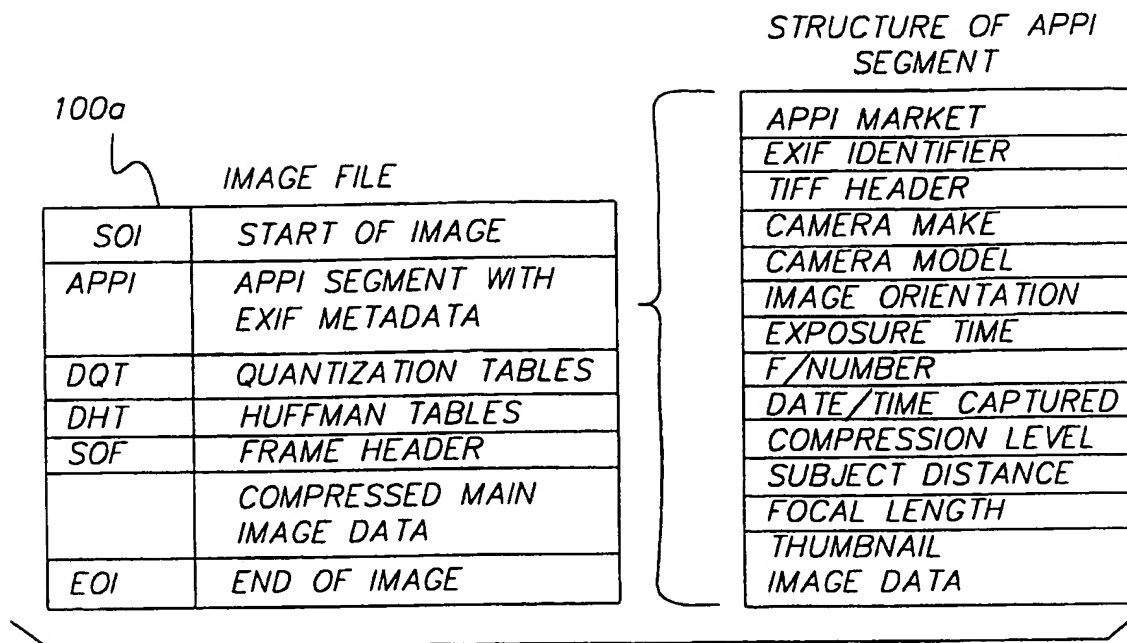 STRUCTURE OF APPI
SEGMENT
100a
IMAGE FILE
SOI START OF IMAGE
APPI APPI SEGMENT WITH
EXIF METADATA
DQT QUANTIZATION TABLES
DHT HUFFMAN TABLES
SOF FRAME HEADER
COMPRESSED MAIN
IMAGE DATA
EOI END OF IMAGE
APPI MARKET
EXIF IDENTIFIER
TIFF HEADER
CAMERA MAKE
CAMERA MODEL
IMAGE ORIENTATION
EXPOSURE TIME
F/NUMBER
DATE/TIME CAPTURED
COMPRESSION LEVEL
SUBJECT DISTANCE
FOCAL LENGTH
THUMBNAIL
IMAGE DATA